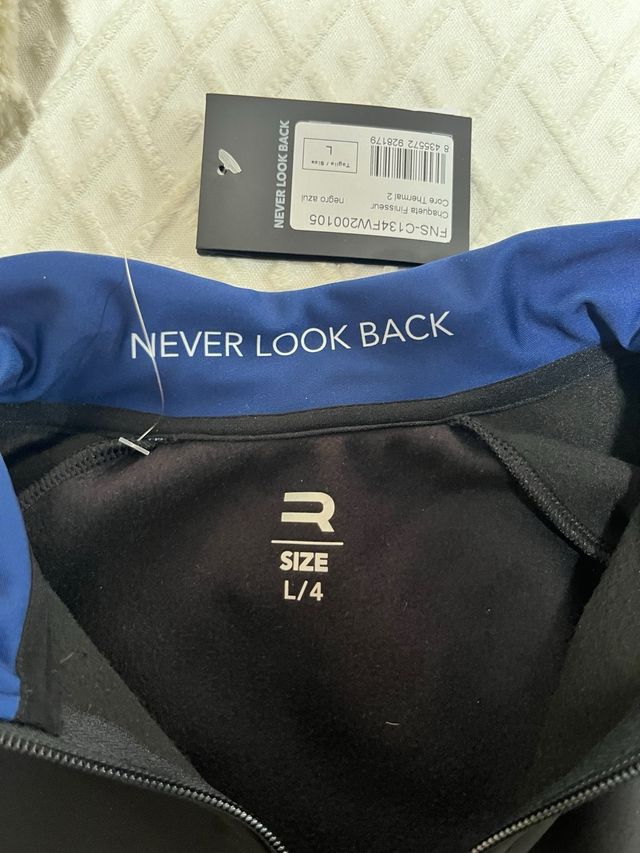 NEVER LOOK BACK
FNS-C134FW200105
Chaqueta Finisseur
Core Thermal 2
negro azul
Taglia / Size
L
8 435572 928179
NEVER LOOK BACK
SIZE
L/4